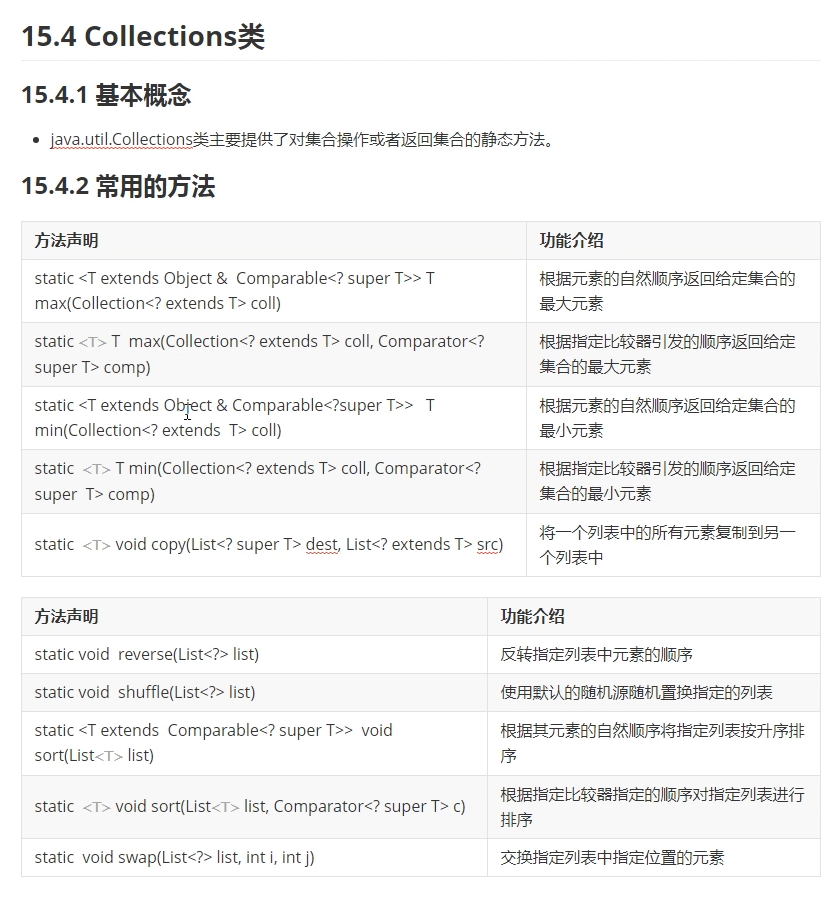 15.4 Collections类
15.4.1 基本概念
java.util.Collections类主要提供了对集合操作或者返回集合的静态方法。
15.4.2 常用的方法
方法声明 功能介绍
static <T extends Object &  Comparable<? super T>> T 根据元素的自然顺序返回给定集合的
max(Collection<? extends T> coll) 最大元素
static <T> T  max(Collection<? extends T> coll, Comparator<? 根据指定比较器引发的顺序返回给定
super T> comp) 集合的最大元素
static <T extends Object & Comparable<?super T>>   T 根据元素的自然顺序返回给定集合的
min(Collection<? extends  T> coll) 最小元素
static  <T> T min(Collection<? extends T> coll, Comparator<? 根据指定比较器引发的顺序返回给定
super  T> comp) 集合的最小元素
static  <T> void copy(List<? super T> dest, List<? extends T> src) 将一个列表中的所有元素复制到另一
个列表中
方法声明 功能介绍
static void  reverse(List<?> list) 反转指定列表中元素的顺序
static void  shuffle(List<?> list) 使用默认的随机源随机置换指定的列表
static <T extends  Comparable<? super T>>  void 根据其元素的自然顺序将指定列表按升序排
sort(List<T> list) 序
static  <T> void sort(List<T> list, Comparator<? super T> c) 根据指定比较器指定的顺序对指定列表进行
排序
static  void swap(List<?> list, int i, int j) 交换指定列表中指定位置的元素